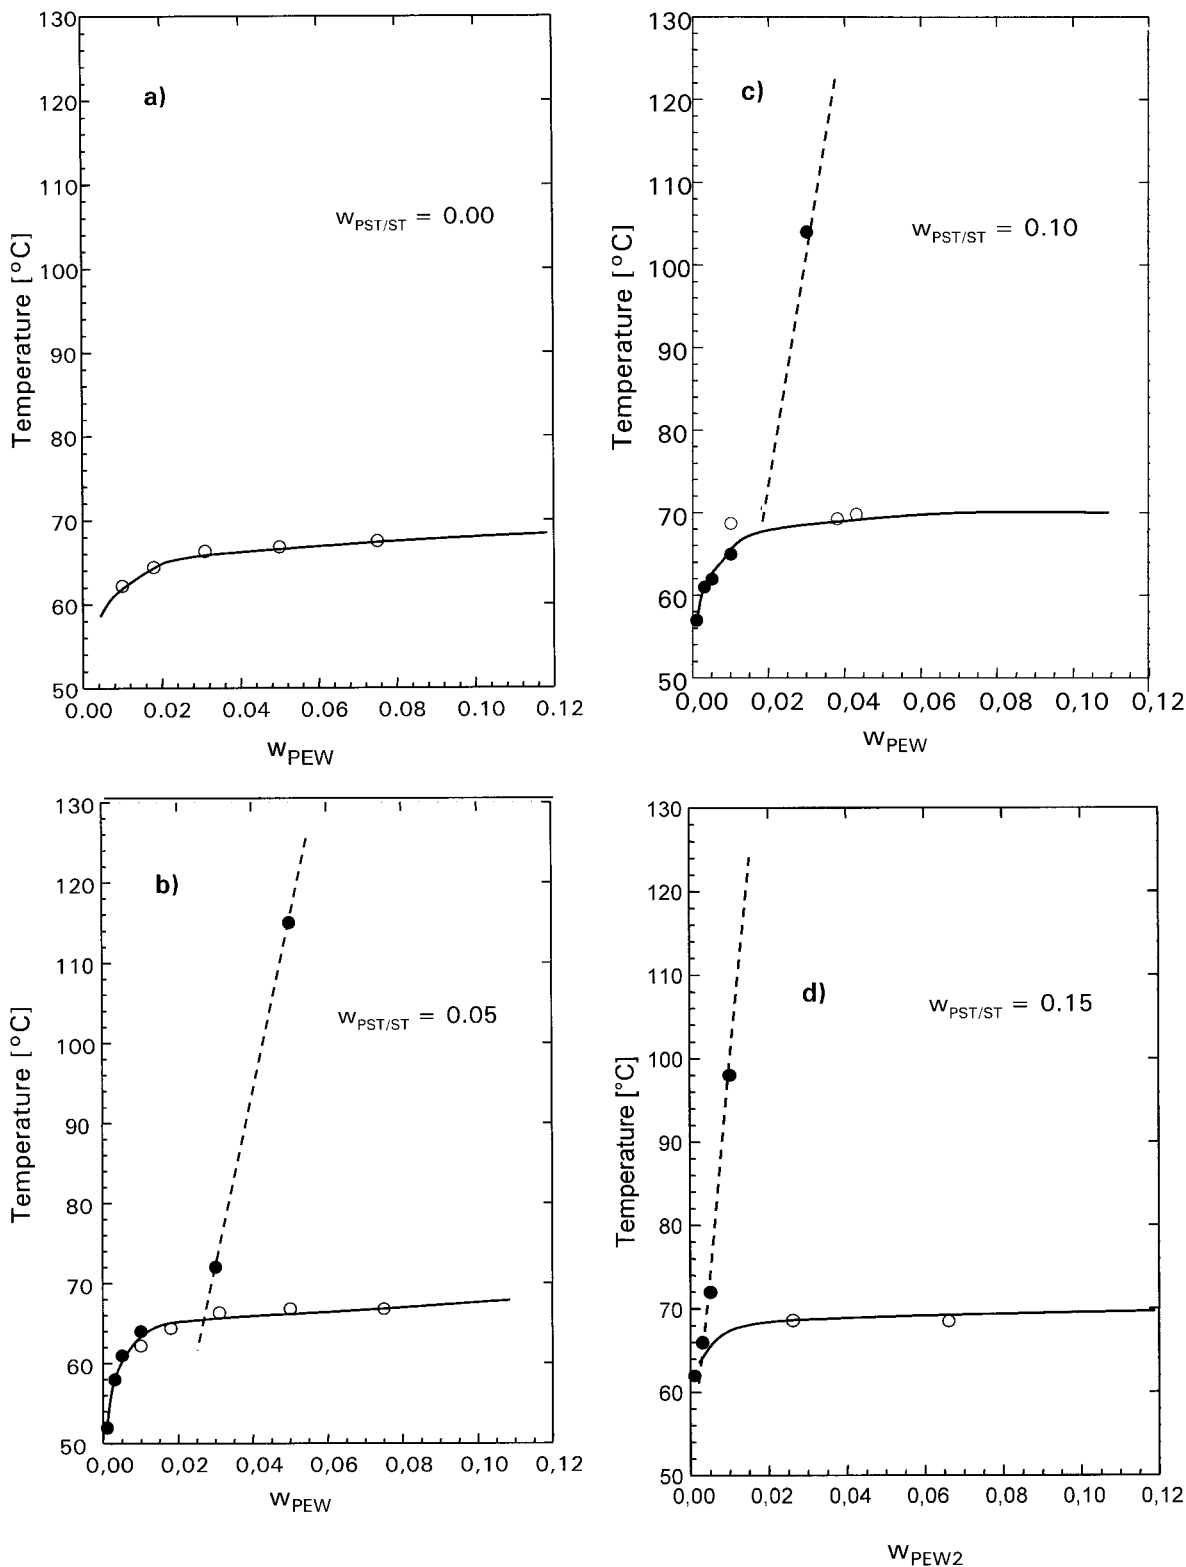 130
120
110
100
90
80
70
60
50
Temperature [°C]
a)
w_PST/ST = 0.00
0.00 0.02 0.04 0.06 0.08 0.10 0.12
w_PEW
130
120
110
100
90
80
70
60
50
Temperature [°C]
c)
w_PST/ST = 0.10
0,00 0,02 0,04 0,06 0,08 0,10 0,12
w_PEW
130
120
110
100
90
80
70
60
50
Temperature [°C]
b)
w_PST/ST = 0.05
0,00 0,02 0,04 0,06 0,08 0,10 0,12
w_PEW
130
120
110
100
90
80
70
60
50
Temperature [°C]
d)
w_PST/ST = 0.15
0,00 0,02 0,04 0,06 0,08 0,10 0,12
w_PEW2